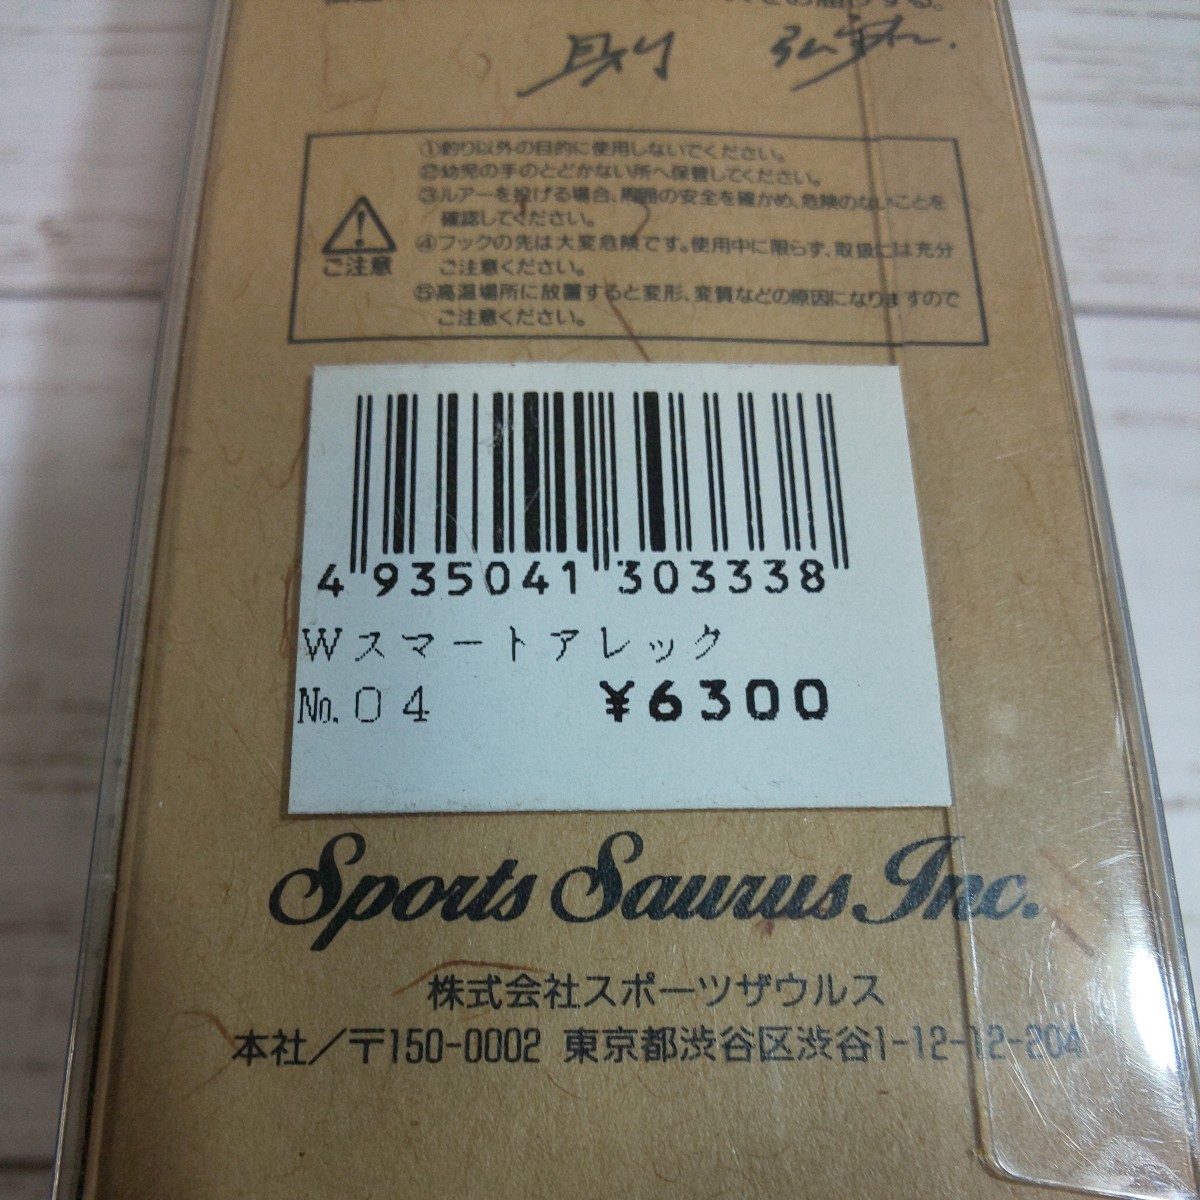 をお届けする。
則 弘祐
①釣り以外の目的に使用しないでください。
②幼児の手のとどかない所へ保管してください。
③ルアーを投げる場合、周囲の安全を確かめ、危険のないことを
確認してください。
④フックの先は大変危険です。使用中に限らず、取扱には充分
ご注意ください。
⑤高温場所に放置すると変形、変質などの原因になりますので
ご注意ください。
ご注意
4 935041 303338
Wスマートアレック
No.04 ¥6300
Sports Saurus Inc.
株式会社スポーツザウルス
本社／〒150-0002 東京都渋谷区渋谷1-12-12-204